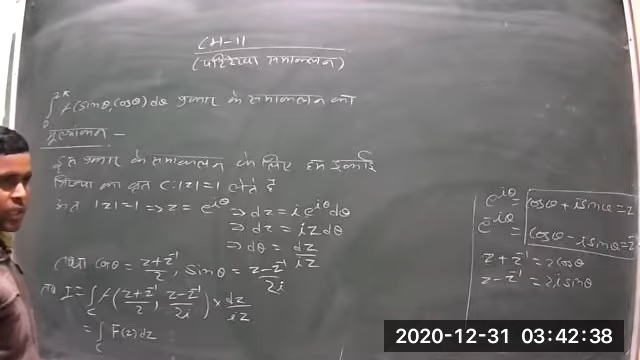 CH-11
(परिरेखा समाकलन)
∫₀^2π f(sinθ, cosθ) dθ प्रकार के समाकलन का
मूल्यांकन -
इस प्रकार के समाकलन के लिए हम इकाई
त्रिज्या का वृत्त C:|z|=1 लेते हैं
अतः |z|=1 => z = e^iθ => dz = i e^iθ dθ
=> dz = iz dθ
=> dθ = dz/iz
तथा cosθ = (z+z⁻¹)/2, sinθ = (z-z⁻¹)/2i
तो I = ∫_C f((z+z⁻¹)/2, (z-z⁻¹)/2i) × dz/iz
= ∫_C F(z) dz
e^iθ = cosθ + i sinθ = z
e^-iθ = cosθ - i sinθ = z⁻¹
z + z⁻¹ = 2cosθ
z - z⁻¹ = 2i sinθ
2020-12-31 03:42:38